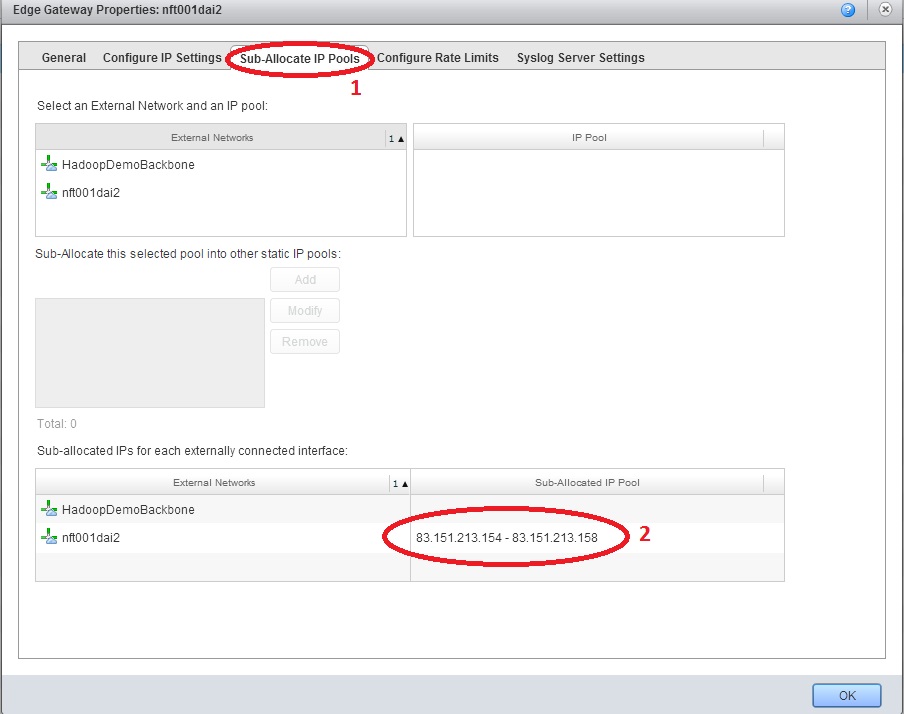 Edge Gateway Properties: nft001dai2
General Configure IP Settings Sub-Allocate IP Pools Configure Rate Limits Syslog Server Settings
1
Select an External Network and an IP pool:
External Networks 1 ▲ IP Pool
HadoopDemoBackbone
nft001dai2
Sub-Allocate this selected pool into other static IP pools:
Add
Modify
Remove
Total: 0
Sub-allocated IPs for each externally connected interface:
External Networks 1 ▲ Sub-Allocated IP Pool
HadoopDemoBackbone
nft001dai2 83.151.213.154 - 83.151.213.158 2
OK